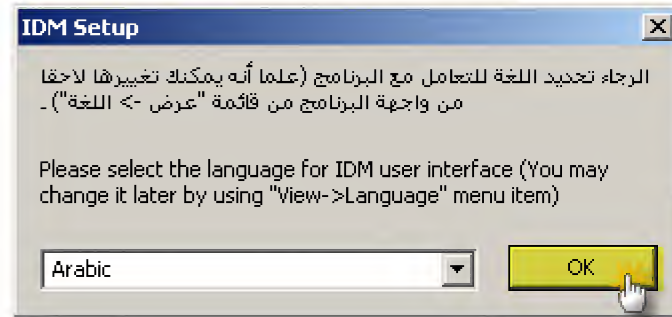 IDM Setup
الرجاء تحديد اللغة للتعامل مع البرنامج (علما أنه يمكنك تغييرها لاحقا
من واجهة البرنامج من قائمة "عرض -> اللغة") .
Please select the language for IDM user interface (You may
change it later by using "View->Language" menu item)
Arabic
OK